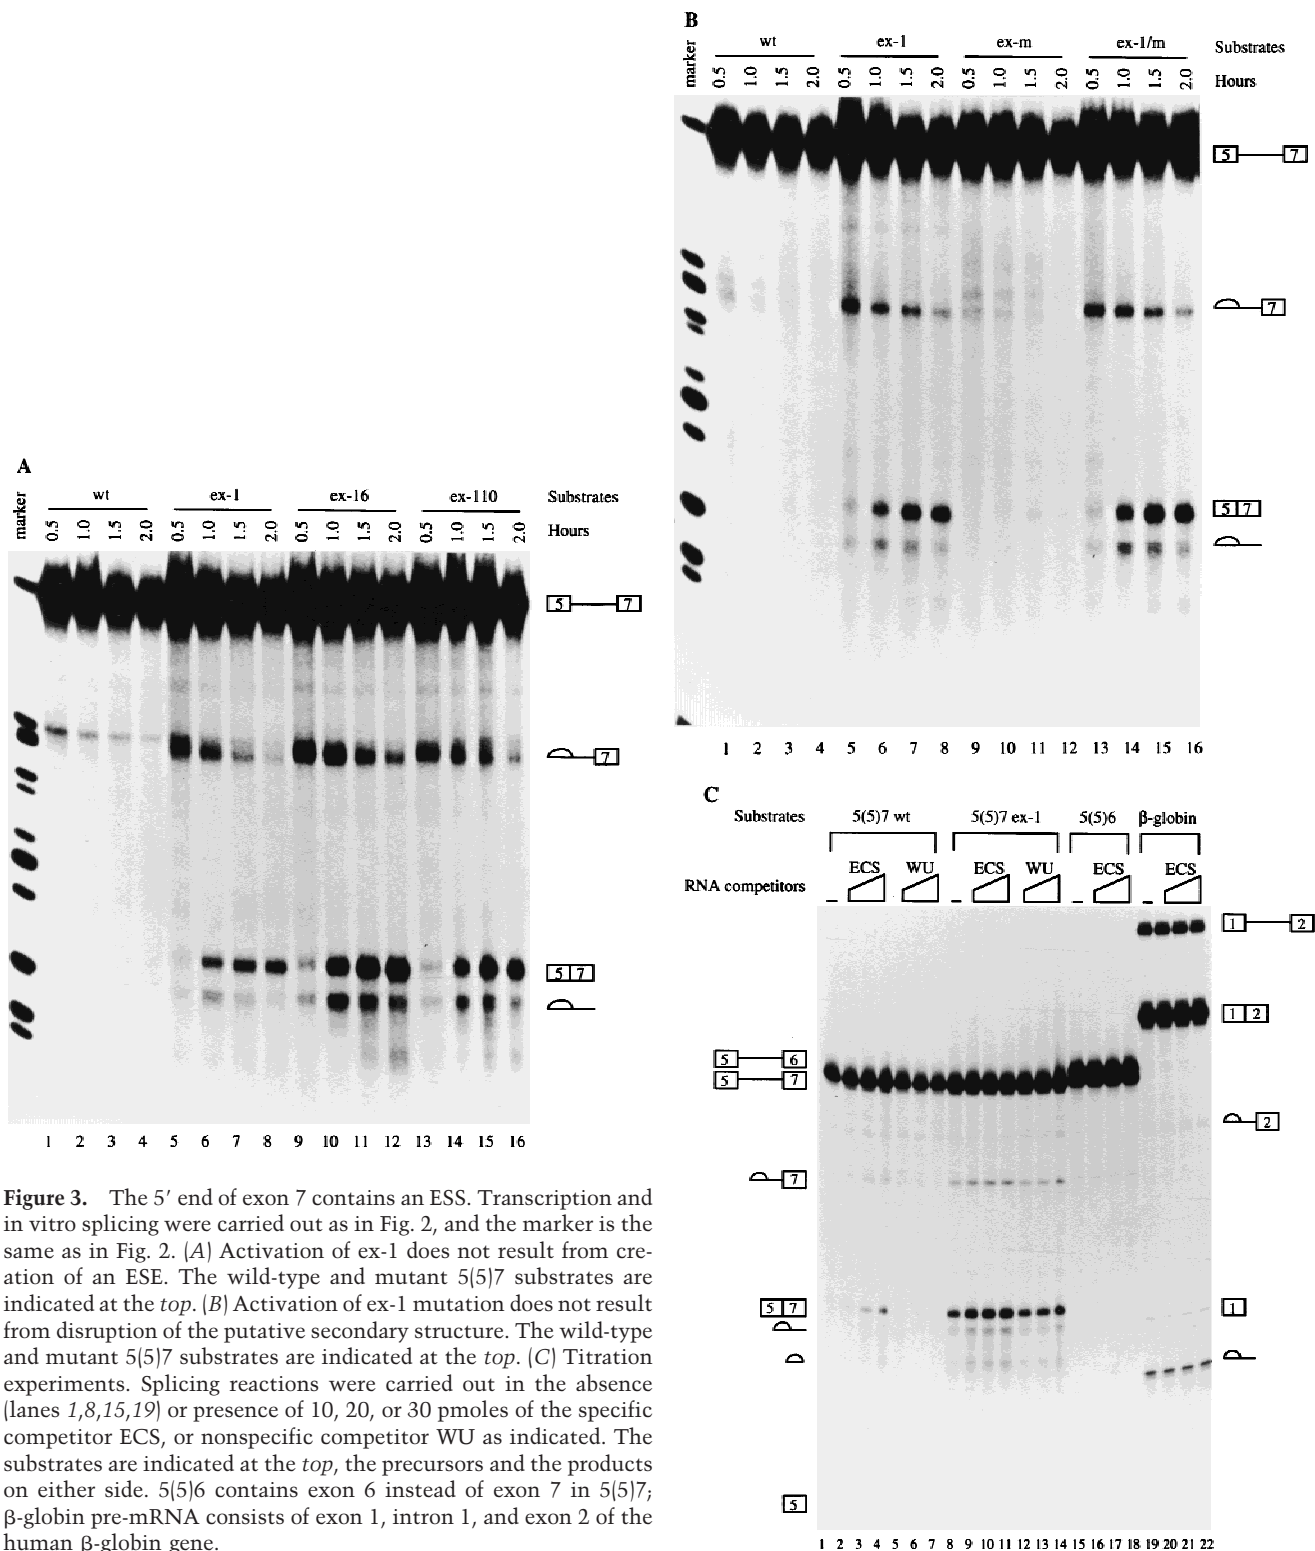 B
wt ex-1 ex-m ex-1/m Substrates
marker 0.5 1.0 1.5 2.0 0.5 1.0 1.5 2.0 0.5 1.0 1.5 2.0 0.5 1.0 1.5 2.0 Hours
5 7
7
5 7
1 2 3 4 5 6 7 8 9 10 11 12 13 14 15 16
A
wt ex-1 ex-16 ex-110 Substrates
marker 0.5 1.0 1.5 2.0 0.5 1.0 1.5 2.0 0.5 1.0 1.5 2.0 0.5 1.0 1.5 2.0 Hours
5 7
7
5 7
1 2 3 4 5 6 7 8 9 10 11 12 13 14 15 16
C
Substrates 5(5)7 wt 5(5)7 ex-1 5(5)6 β-globin
ECS WU ECS WU ECS ECS
RNA competitors – – – –
1 2
1 2
5 6
5 7
2
7
5 7
1
5
1 2 3 4 5 6 7 8 9 10 11 12 13 14 15 16 17 18 19 20 21 22
Figure 3. The 5′ end of exon 7 contains an ESS. Transcription and
in vitro splicing were carried out as in Fig. 2, and the marker is the
same as in Fig. 2. (A) Activation of ex-1 does not result from cre-
ation of an ESE. The wild-type and mutant 5(5)7 substrates are
indicated at the top. (B) Activation of ex-1 mutation does not result
from disruption of the putative secondary structure. The wild-type
and mutant 5(5)7 substrates are indicated at the top. (C) Titration
experiments. Splicing reactions were carried out in the absence
(lanes 1,8,15,19) or presence of 10, 20, or 30 pmoles of the specific
competitor ECS, or nonspecific competitor WU as indicated. The
substrates are indicated at the top, the precursors and the products
on either side. 5(5)6 contains exon 6 instead of exon 7 in 5(5)7;
β-globin pre-mRNA consists of exon 1, intron 1, and exon 2 of the
human β-globin gene.